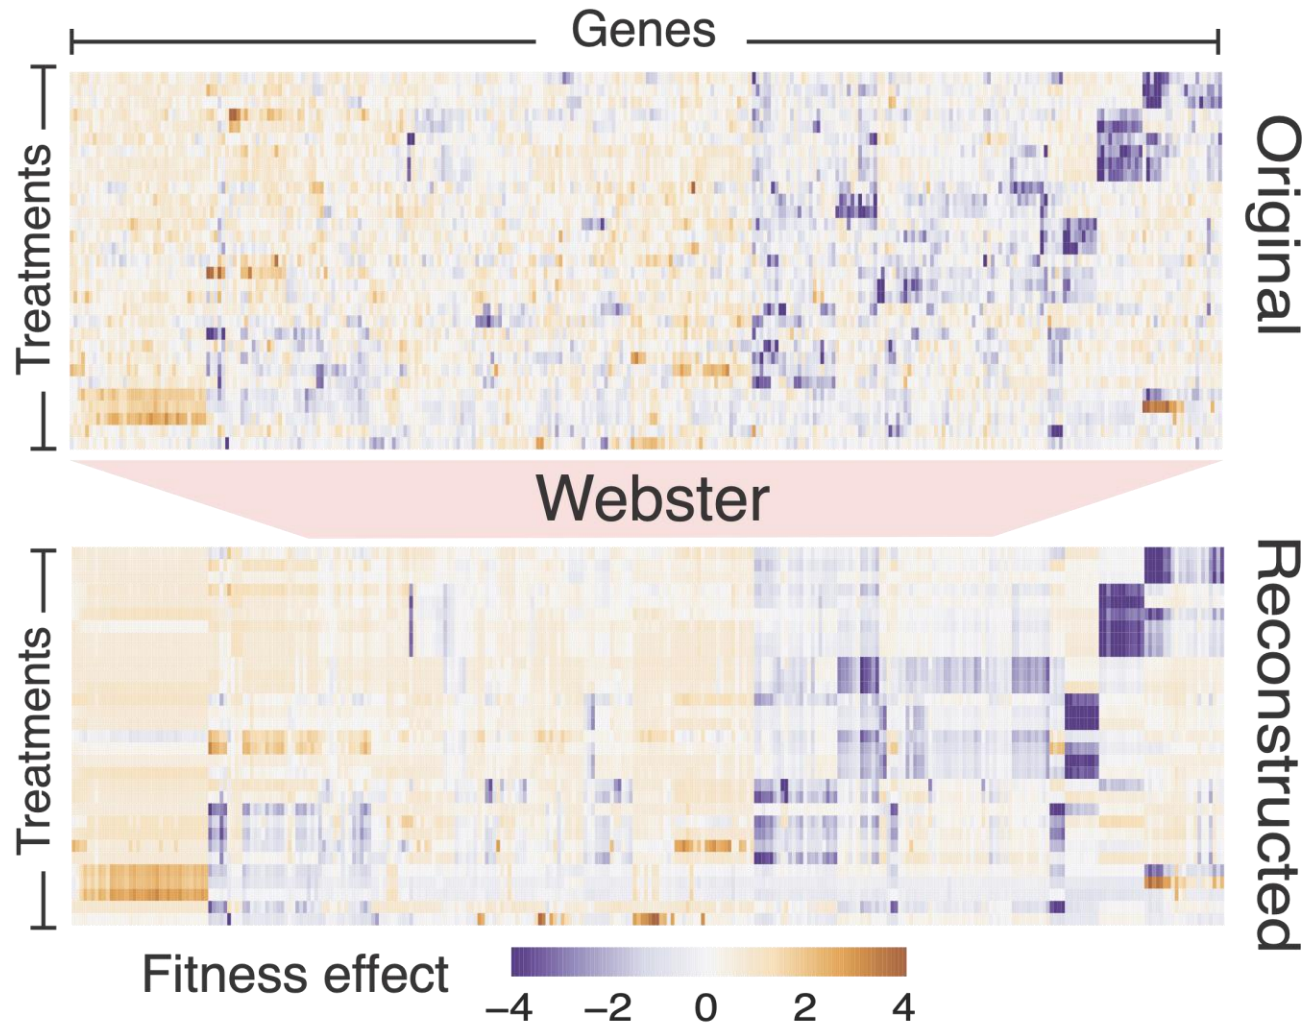 Genes
Treatments
Original
Webster
Treatments
Reconstructed
Fitness effect
−4 −2 0 2 4